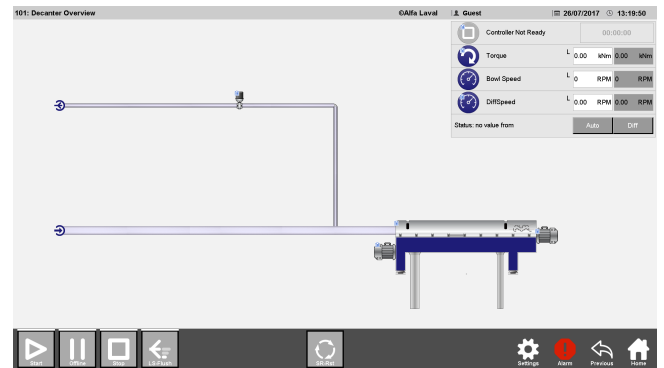 101: Decanter Overview ©Alfa Laval Guest 26/07/2017 13:19:50
Controller Not Ready 00:00:00
Torque L 0.00 kNm 0.00 kNm
Bowl Speed L 0 RPM 0 RPM
DiffSpeed L 0.00 RPM 0.00 RPM
Status: no value from Auto Diff
Start Offline Stop LS-Flush SR-Rst Settings Alarm Previous Home